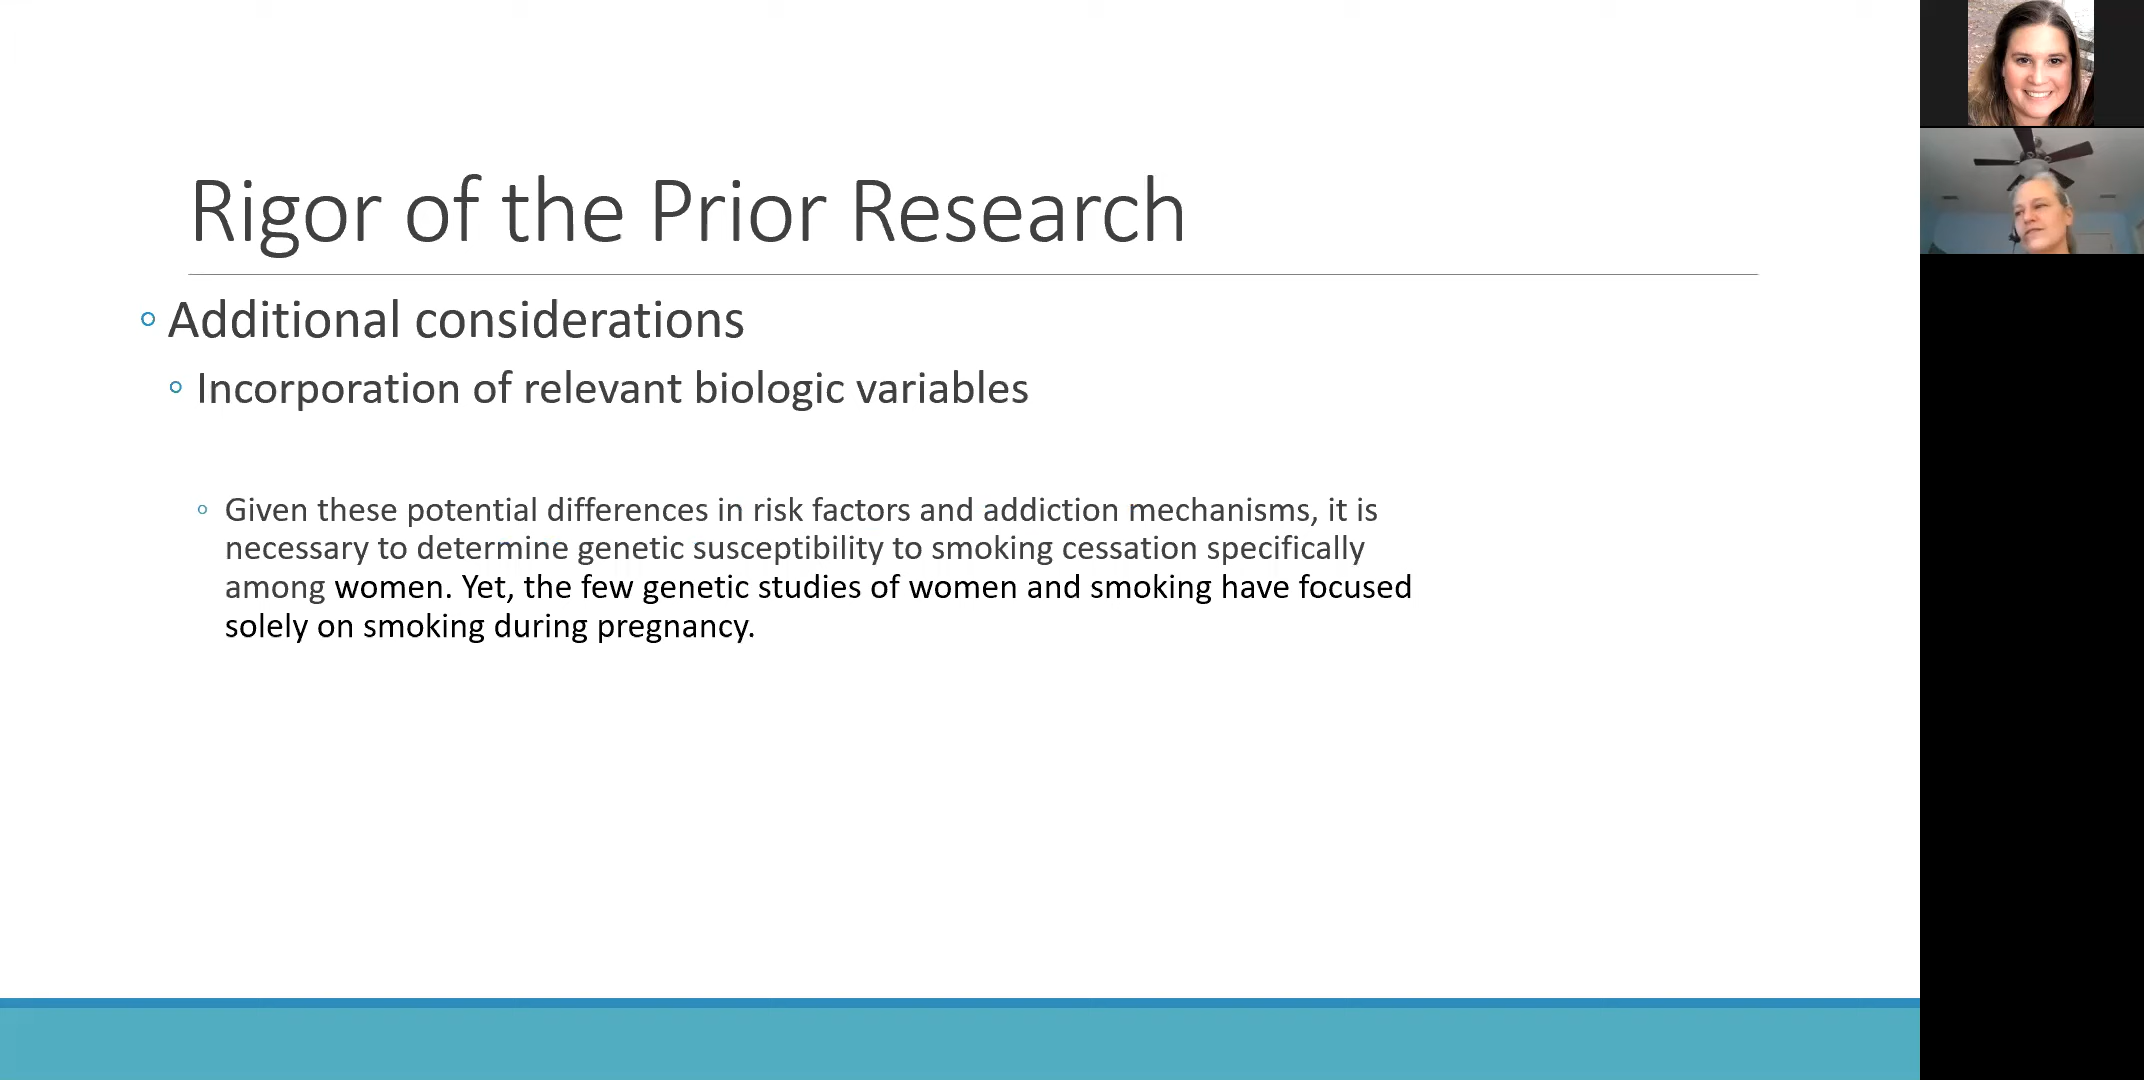 Rigor of the Prior Research
Additional considerations
Incorporation of relevant biologic variables
Given these potential differences in risk factors and addiction mechanisms, it is
necessary to determine genetic susceptibility to smoking cessation specifically
among women. Yet, the few genetic studies of women and smoking have focused
solely on smoking during pregnancy.